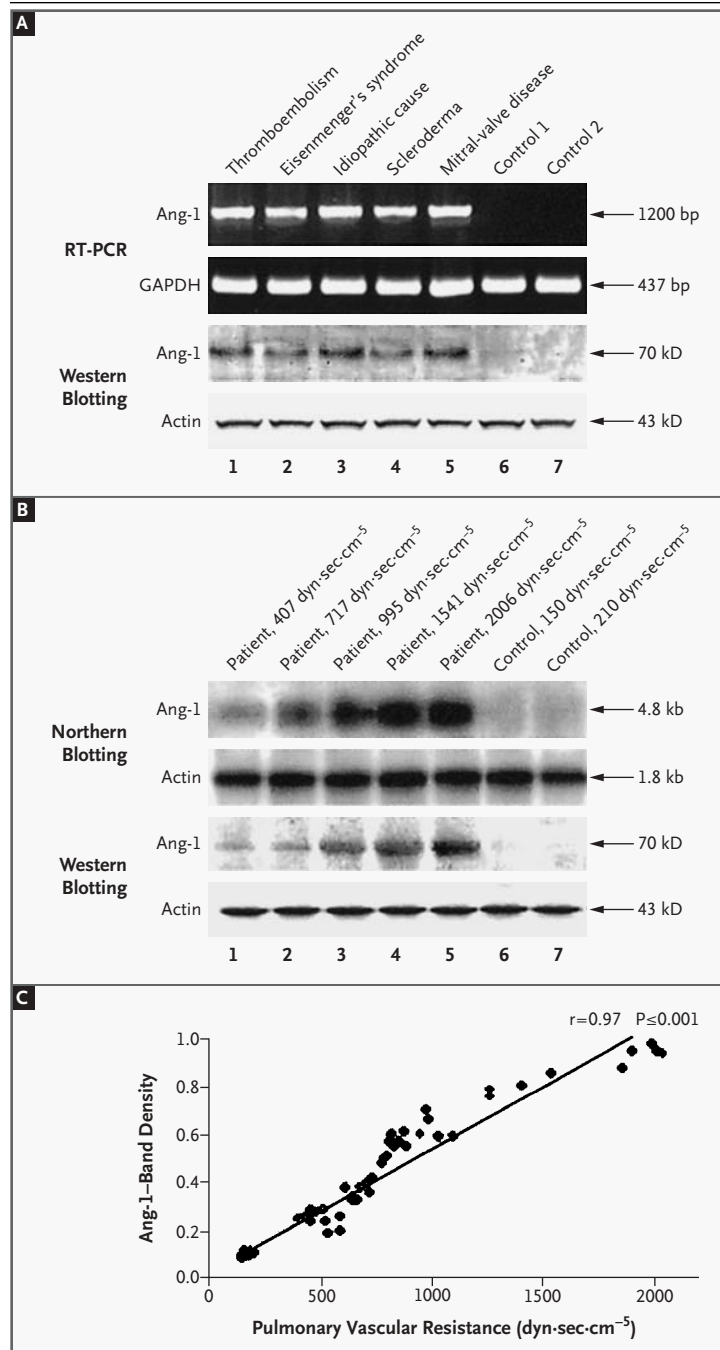 A
Thromboembolism
Eisenmenger's syndrome
Idiopathic cause
Scleroderma
Mitral-valve disease
Control 1
Control 2
RT-PCR
Ang-1
1200 bp
GAPDH
437 bp
Western
Blotting
Ang-1
70 kD
Actin
43 kD
1 2 3 4 5 6 7
B
Patient, 407 dyn·sec·cm⁻⁵
Patient, 717 dyn·sec·cm⁻⁵
Patient, 995 dyn·sec·cm⁻⁵
Patient, 1541 dyn·sec·cm⁻⁵
Patient, 2006 dyn·sec·cm⁻⁵
Control, 150 dyn·sec·cm⁻⁵
Control, 210 dyn·sec·cm⁻⁵
Northern
Blotting
Ang-1
4.8 kb
Actin
1.8 kb
Western
Blotting
Ang-1
70 kD
Actin
43 kD
1 2 3 4 5 6 7
C
r=0.97 P≤0.001
Ang-1–Band Density
1.0
0.8
0.6
0.4
0.2
0.0
0 500 1000 1500 2000
Pulmonary Vascular Resistance (dyn·sec·cm⁻⁵)